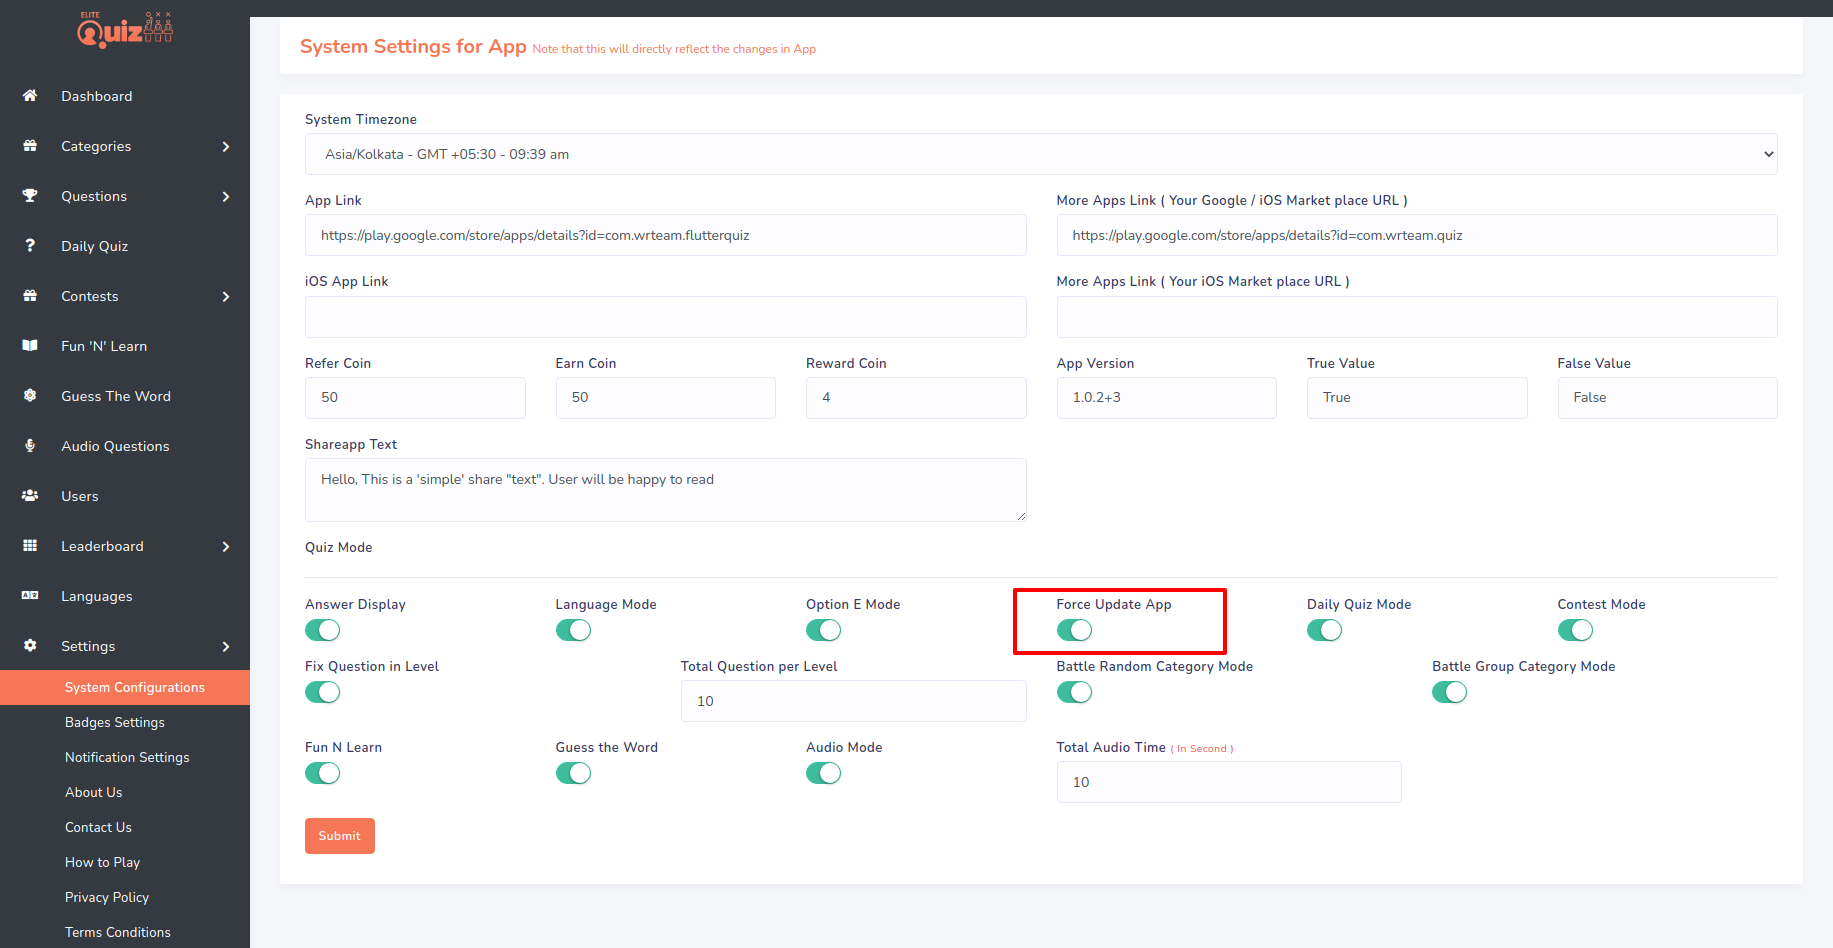 ELITE
Quiz
Dashboard
Categories
Questions
Daily Quiz
Contests
Fun 'N' Learn
Guess The Word
Audio Questions
Users
Leaderboard
Languages
Settings
System Configurations
Badges Settings
Notification Settings
About Us
Contact Us
How to Play
Privacy Policy
Terms Conditions
System Settings for App Note that this will directly reflect the changes in App
System Timezone
Asia/Kolkata - GMT +05:30 - 09:39 am
App Link More Apps Link ( Your Google / iOS Market place URL )
https://play.google.com/store/apps/details?id=com.wrteam.flutterquiz https://play.google.com/store/apps/details?id=com.wrteam.quiz
iOS App Link More Apps Link ( Your iOS Market place URL )
Refer Coin Earn Coin Reward Coin App Version True Value False Value
50 50 4 1.0.2+3 True False
Shareapp Text
Hello, This is a 'simple' share "text". User will be happy to read
Quiz Mode
Answer Display Language Mode Option E Mode Force Update App Daily Quiz Mode Contest Mode
Fix Question in Level Total Question per Level Battle Random Category Mode Battle Group Category Mode
10
Fun N Learn Guess the Word Audio Mode Total Audio Time ( In Second )
10
Submit